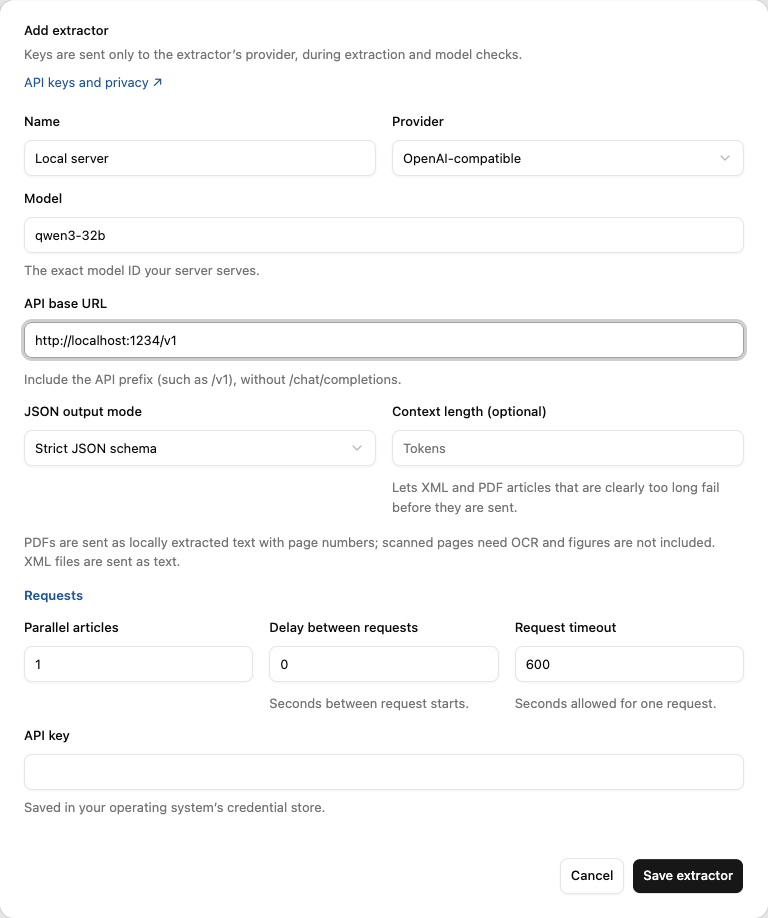 Add extractor
Keys are sent only to the extractor's provider, during extraction and model checks.
API keys and privacy ↗
Name
Provider
Local server
OpenAI-compatible
Model
qwen3-32b
The exact model ID your server serves.
API base URL
http://localhost:1234/v1
Include the API prefix (such as /v1), without /chat/completions.
JSON output mode
Context length (optional)
Strict JSON schema
Tokens
Lets XML and PDF articles that are clearly too long fail
before they are sent.
PDFs are sent as locally extracted text with page numbers; scanned pages need OCR and figures are not included.
XML files are sent as text.
Requests
Parallel articles
Delay between requests
Request timeout
1
0
600
Seconds between request starts.
Seconds allowed for one request.
API key
Saved in your operating system's credential store.
Cancel
Save extractor